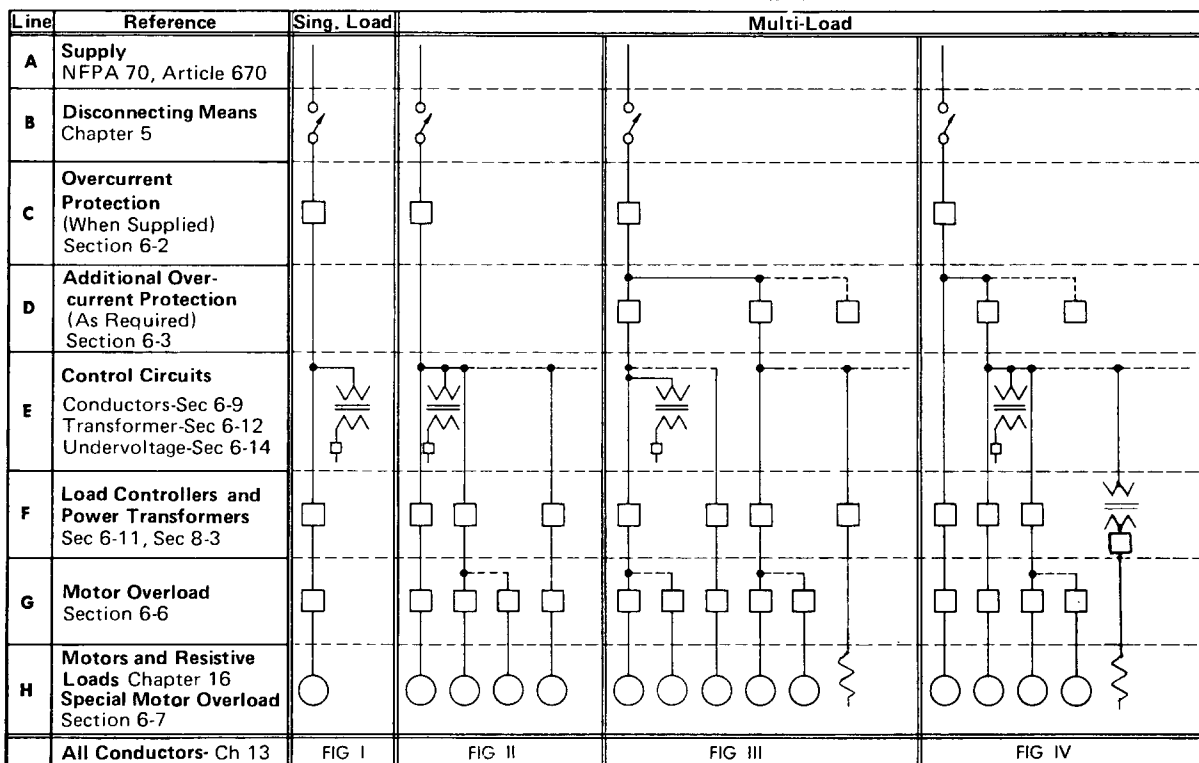 Line Reference Sing. Load Multi-Load
A Supply
NFPA 70, Article 670
B Disconnecting Means
Chapter 5
C Overcurrent
Protection
(When Supplied)
Section 6-2
D Additional Over-
current Protection
(As Required)
Section 6-3
E Control Circuits
Conductors-Sec 6-9
Transformer-Sec 6-12
Undervoltage-Sec 6-14
F Load Controllers and
Power Transformers
Sec 6-11, Sec 8-3
G Motor Overload
Section 6-6
H Motors and Resistive
Loads Chapter 16
Special Motor Overload
Section 6-7
All Conductors- Ch 13 FIG I FIG II FIG III FIG IV